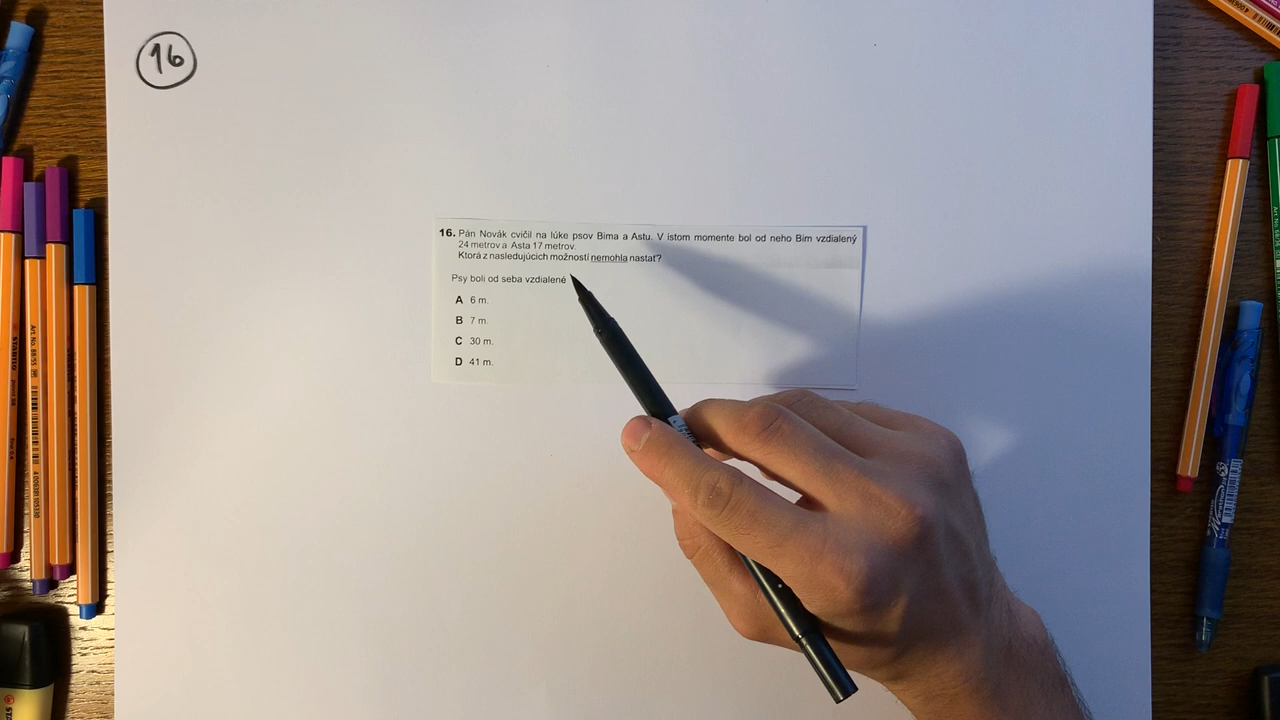 16
16. Pán Novák cvičil na lúke psov Bima a Astu. V istom momente bol od neho Bim vzdialený
24 metrov a Asta 17 metrov.
Ktorá z nasledujúcich možností nemohla nastať?
Psy boli od seba vzdialené
A 6 m.
B 7 m.
C 30 m.
D 41 m.